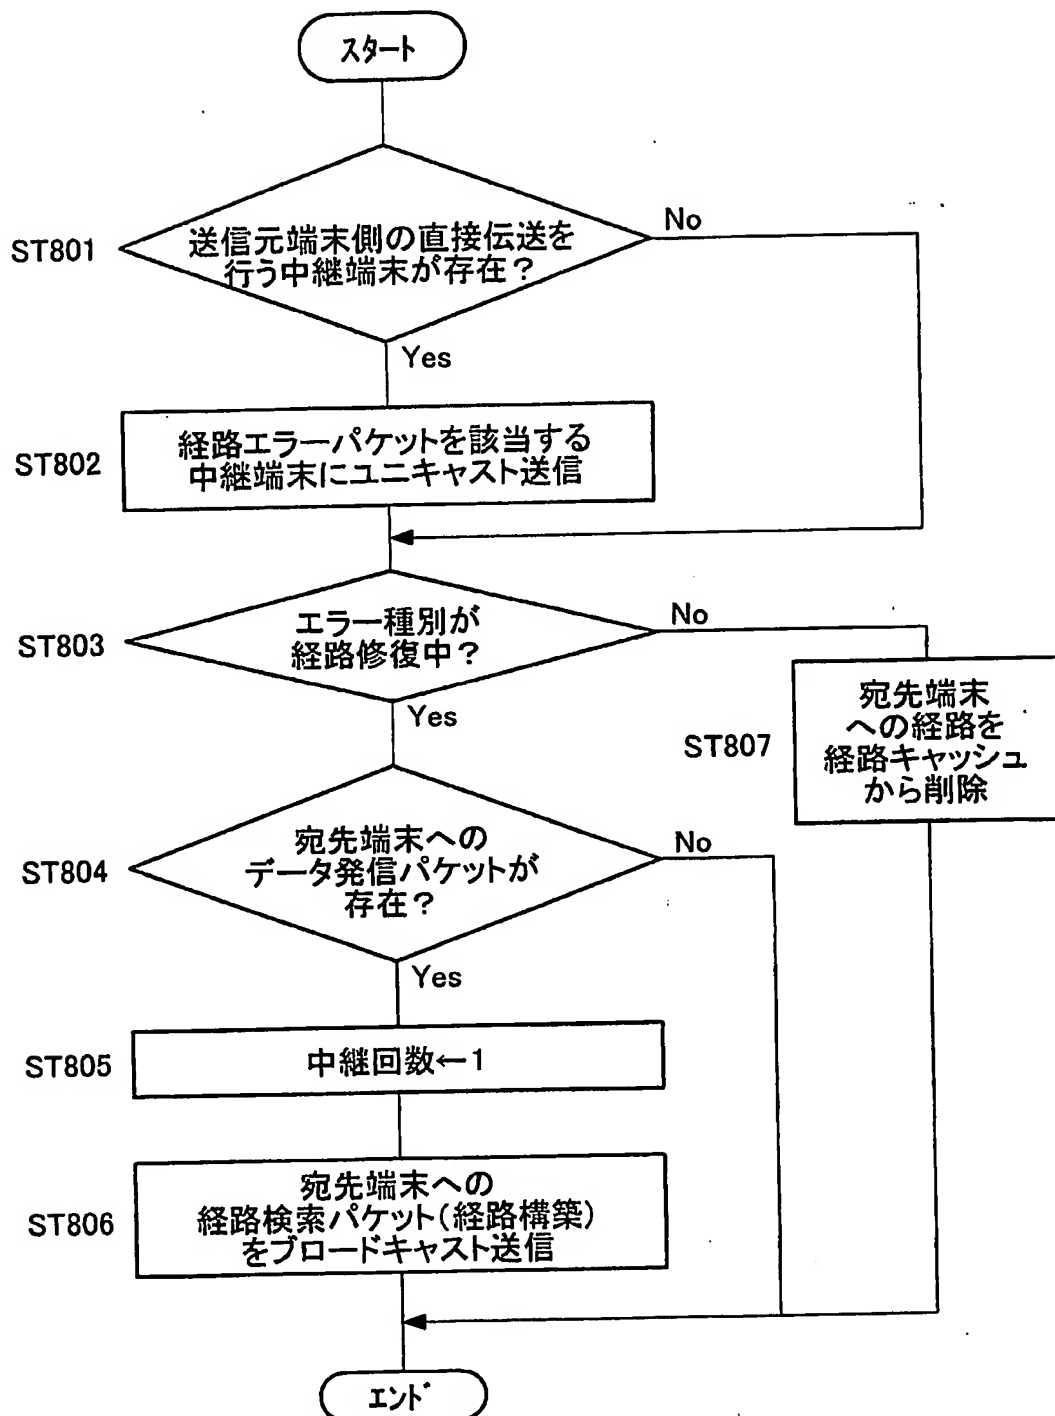 スタート
ST801
送信元端末側の直接伝送を
行う中継端末が存在？
No
Yes
ST802
経路エラーパケットを該当する
中継端末にユニキャスト送信
ST803
エラー種別が
経路修復中？
No
Yes
ST807
宛先端末
への経路を
経路キャッシュ
から削除
ST804
宛先端末への
データ発信パケットが
存在？
No
Yes
ST805
中継回数←1
ST806
宛先端末への
経路検索パケット(経路構築)
をブロードキャスト送信
エンド